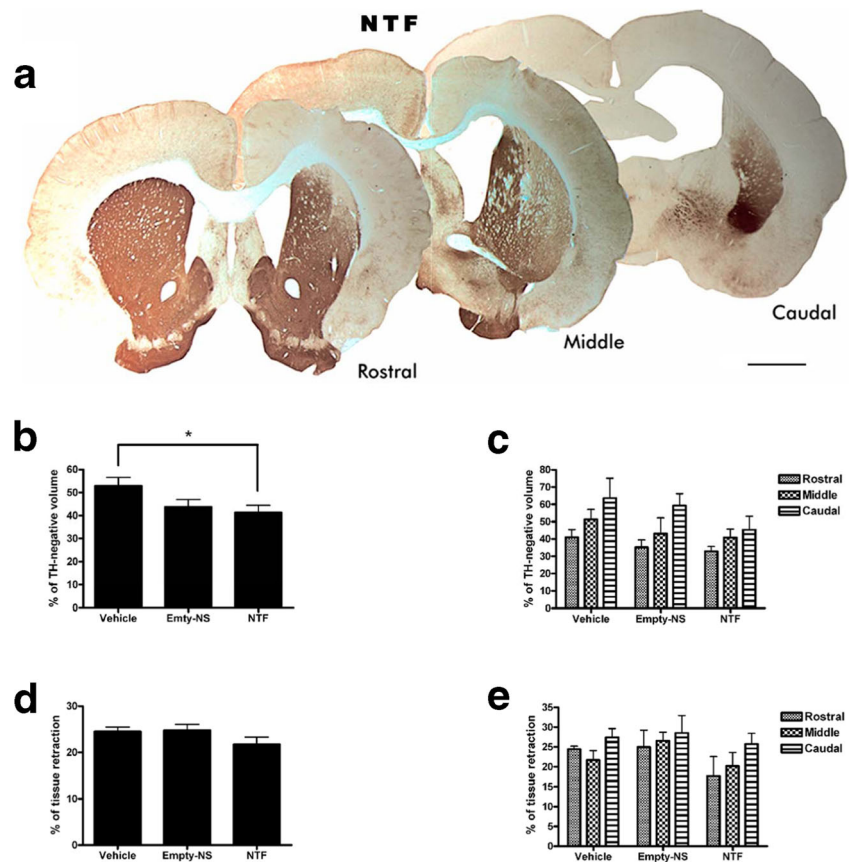 NTF
a
Rostral
Middle
Caudal
b
*
% of TH-negative volume
60
50
40
30
20
10
0
Vehicle
Emty-NS
NTF
c
% of TH-negative volume
80
70
60
50
40
30
20
10
0
Vehicle
Empty-NS
NTF
Rostral
Middle
Caudal
d
% of tissue retraction
30
20
10
0
Vehicle
Empty-NS
NTF
e
% of tissue retraction
35
30
25
20
15
10
5
0
Vehicle
Empty-NS
NTF
Rostral
Middle
Caudal